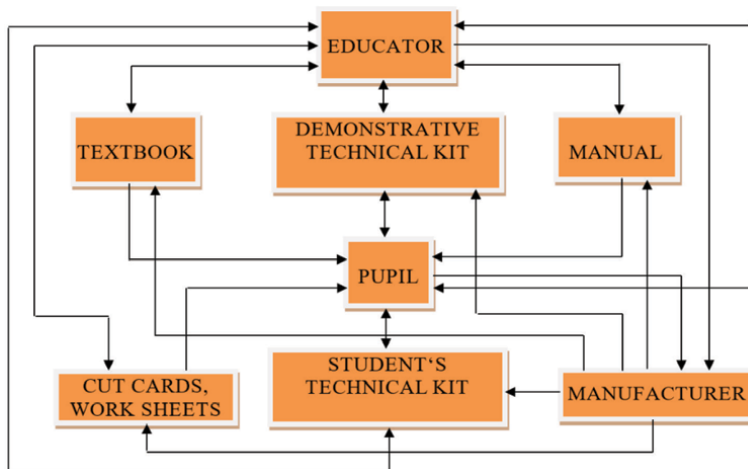 EDUCATOR
TEXTBOOK
DEMONSTRATIVE
TECHNICAL KIT
MANUAL
PUPIL
CUT CARDS,
WORK SHEETS
STUDENT‘S
TECHNICAL KIT
MANUFACTURER